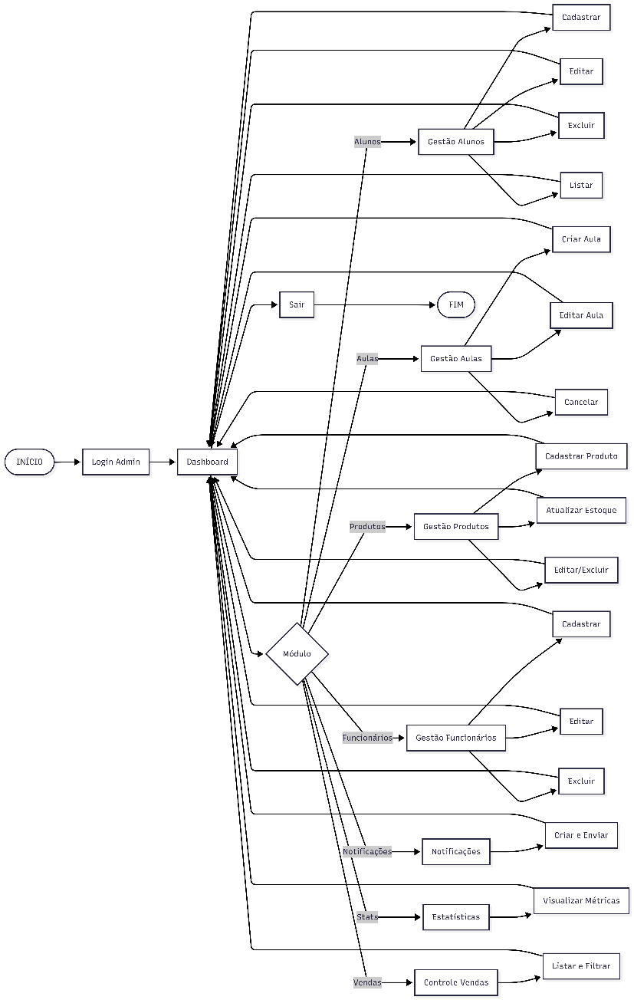 Cadastrar
Editar
Excluir
Alunos
Gestão Alunos
Listar
Criar Aula
Sair
FIM
Editar Aula
Aulas
Gestão Aulas
Cancelar
INÍCIO
Login Admin
Dashboard
Cadastrar Produto
Atualizar Estoque
Produtos
Gestão Produtos
Editar/Excluir
Cadastrar
Módulo
Editar
Funcionários
Gestão Funcionários
Excluir
Criar e Enviar
Notificações
Notificações
Visualizar Métricas
Stats
Estatísticas
Listar e Filtrar
Vendas
Controle Vendas